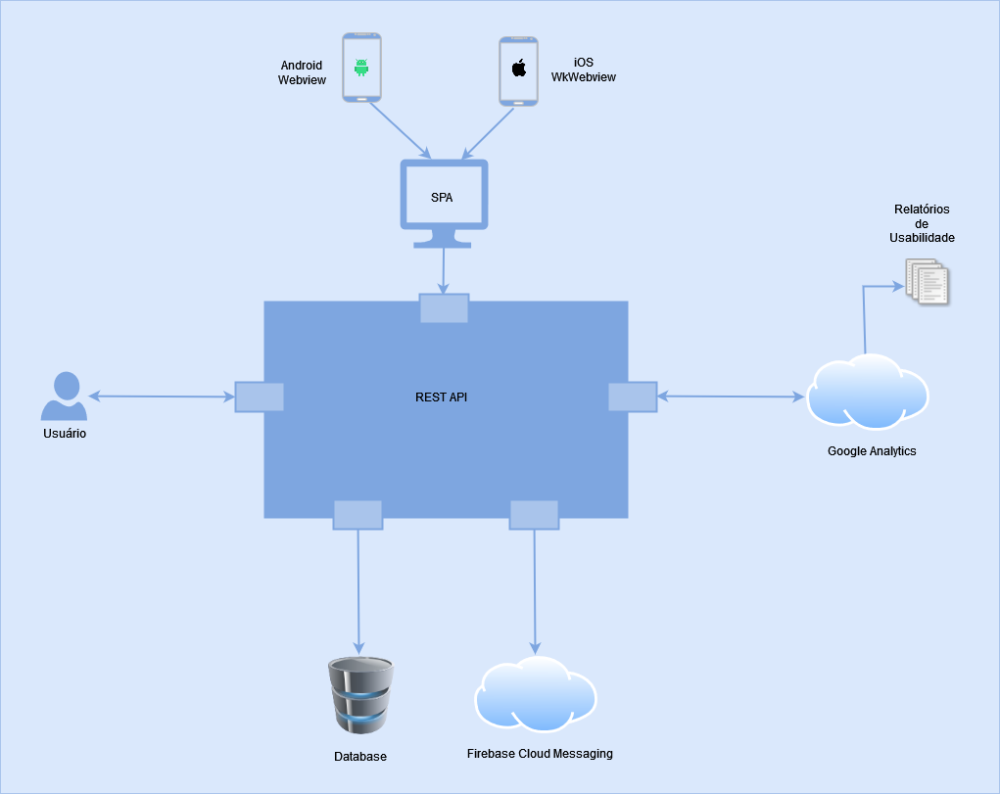 Android
Webview
iOS
WkWebview
SPA
Relatórios
de
Usabilidade
REST API
Usuário
Google Analytics
Database
Firebase Cloud Messaging